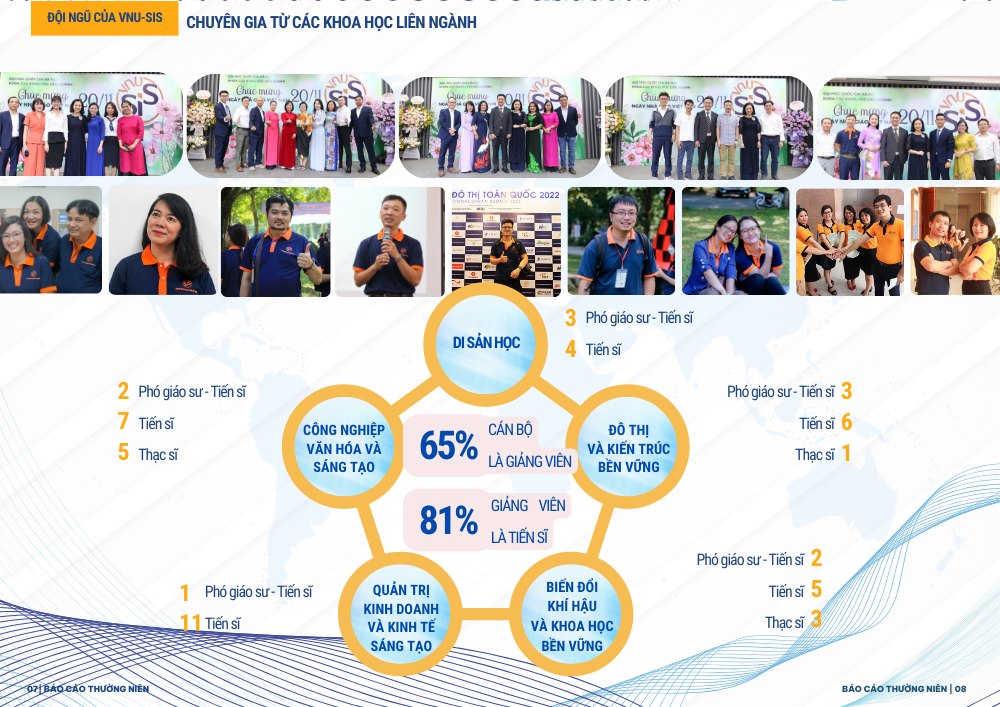 ĐỘI NGŨ CỦA VNU-SIS
CHUYÊN GIA TỪ CÁC KHOA HỌC LIÊN NGÀNH
Chúc mừng
20/11
SIS
ĐÔ THỊ TOÀN QUỐC 2022
DI SẢN HỌC
3 Phó giáo sư - Tiến sĩ
4 Tiến sĩ
2 Phó giáo sư - Tiến sĩ
7 Tiến sĩ
5 Thạc sĩ
CÔNG NGHIỆP
VĂN HÓA VÀ
SÁNG TẠO
65%
CÁN BỘ
LÀ GIẢNG VIÊN
81%
GIẢNG VIÊN
LÀ TIẾN SĨ
ĐÔ THỊ
VÀ KIẾN TRÚC
BỀN VỮNG
Phó giáo sư - Tiến sĩ 3
Tiến sĩ 6
Thạc sĩ 1
1 Phó giáo sư - Tiến sĩ
11 Tiến sĩ
QUẢN TRỊ
KINH DOANH
VÀ KINH TẾ
SÁNG TẠO
BIẾN ĐỔI
KHÍ HẬU
VÀ KHOA HỌC
BỀN VỮNG
Phó giáo sư - Tiến sĩ 2
Tiến sĩ 5
Thạc sĩ 3
07| BÁO CÁO THƯỜNG NIÊN
BÁO CÁO THƯỜNG NIÊN | 08